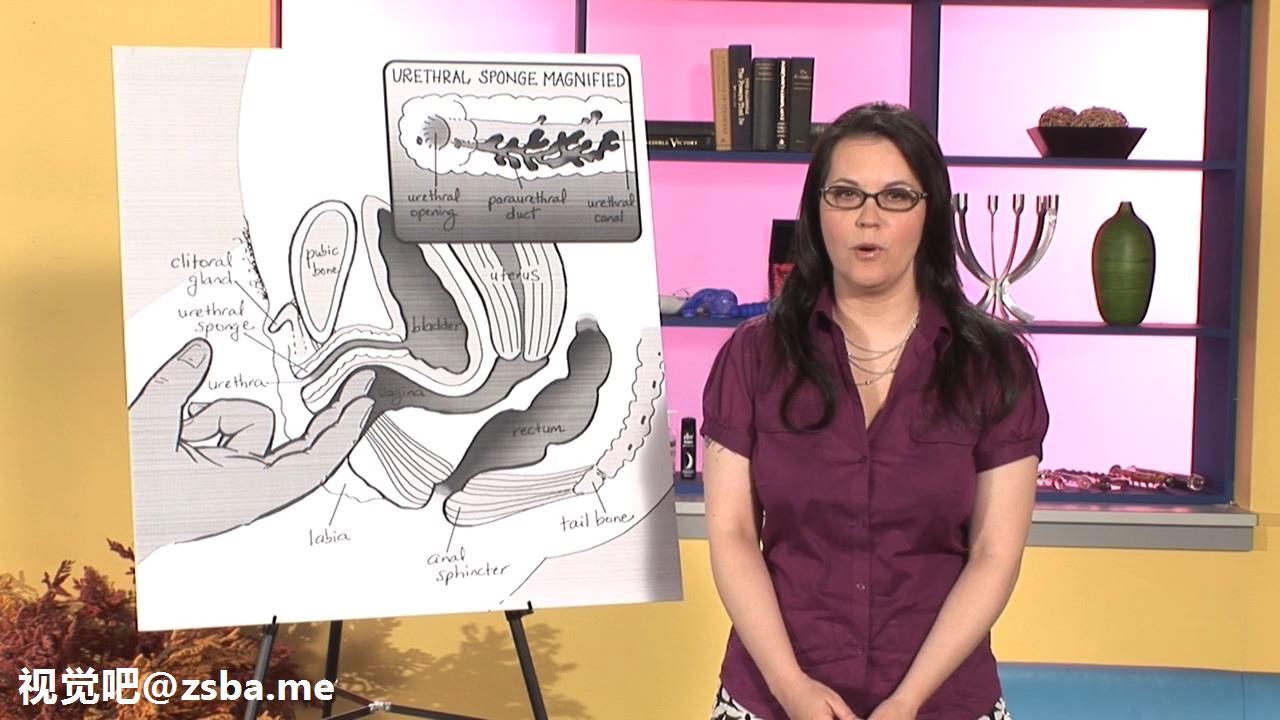 URETHRAL SPONGE MAGNIFIED
urethral
opening
paraurethral
duct
urethral
canal
pubic
bone
uterus
clitoral
gland
urethral
sponge
bladder
urethra
vagina
rectum
labia
anal
sphincter
tail bone
VICTORY
视觉吧@zsba.me